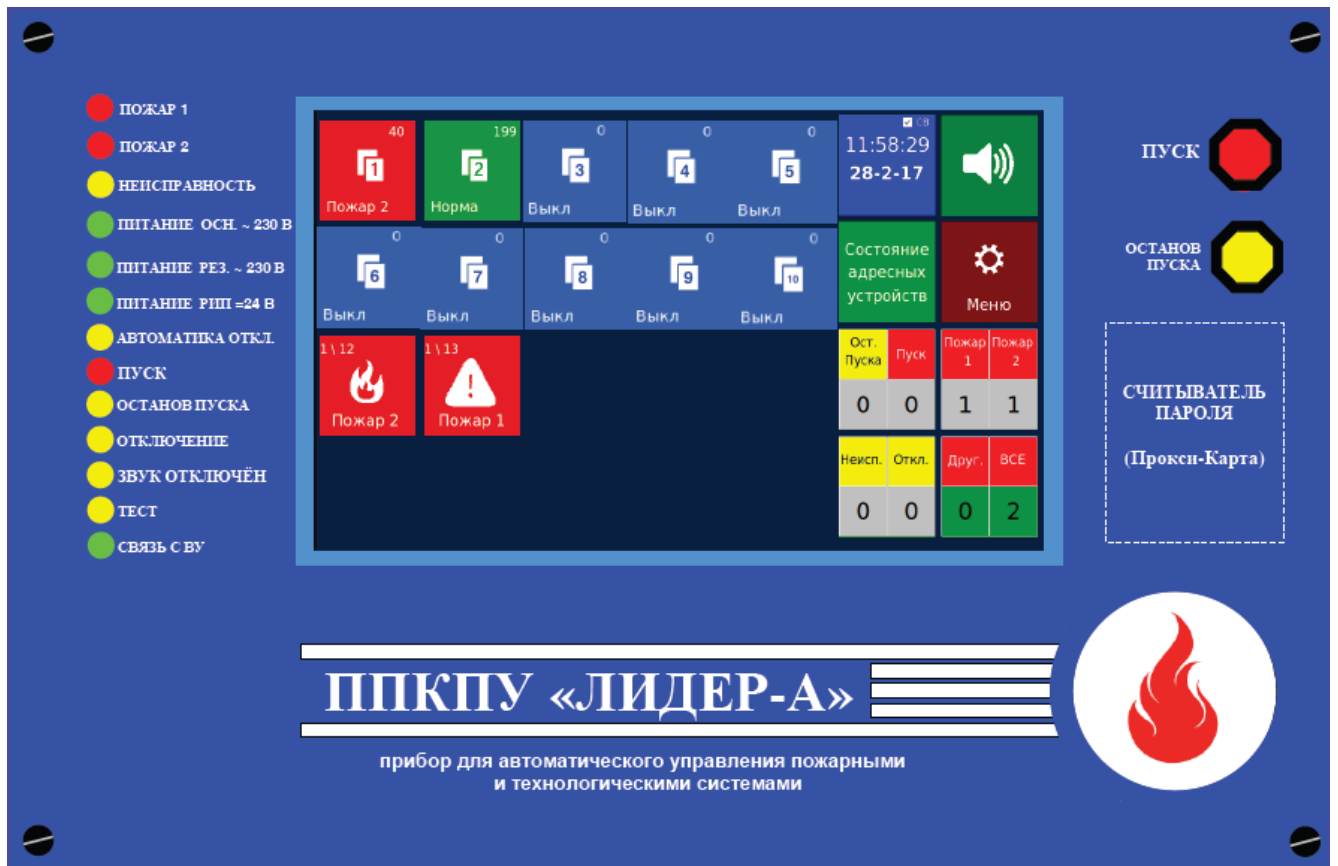 ПОЖАР 1
ПОЖАР 2
НЕИСПРАВНОСТЬ
ПИТАНИЕ ОСН. ~ 230 В
ПИТАНИЕ РЕЗ. ~ 230 В
ПИТАНИЕ РИП =24 В
АВТОМАТИКА ОТКЛ.
ПУСК
ОСТАНОВ ПУСКА
ОТКЛЮЧЕНИЕ
ЗВУК ОТКЛЮЧЁН
ТЕСТ
СВЯЗЬ С ВУ
40
1
Пожар 2
199
2
Норма
0
3
Выкл
0
4
Выкл
0
5
Выкл
0
6
Выкл
0
7
Выкл
0
8
Выкл
0
9
Выкл
0
10
Выкл
1 \ 12
Пожар 2
1 \ 13
!
Пожар 1
СВ
11:58:29
28-2-17
Состояние
адресных
устройств
Меню
Ост.
Пуска
Пуск
0 0
Пожар Пожар
1 2
1 1
Неисп. Откл.
0 0
Друг. ВСЕ
0 2
ПУСК
ОСТАНОВ
ПУСКА
СЧИТЫВАТЕЛЬ
ПАРОЛЯ
(Прокси-Карта)
ППКПУ «ЛИДЕР-А»
прибор для автоматического управления пожарными
и технологическими системами